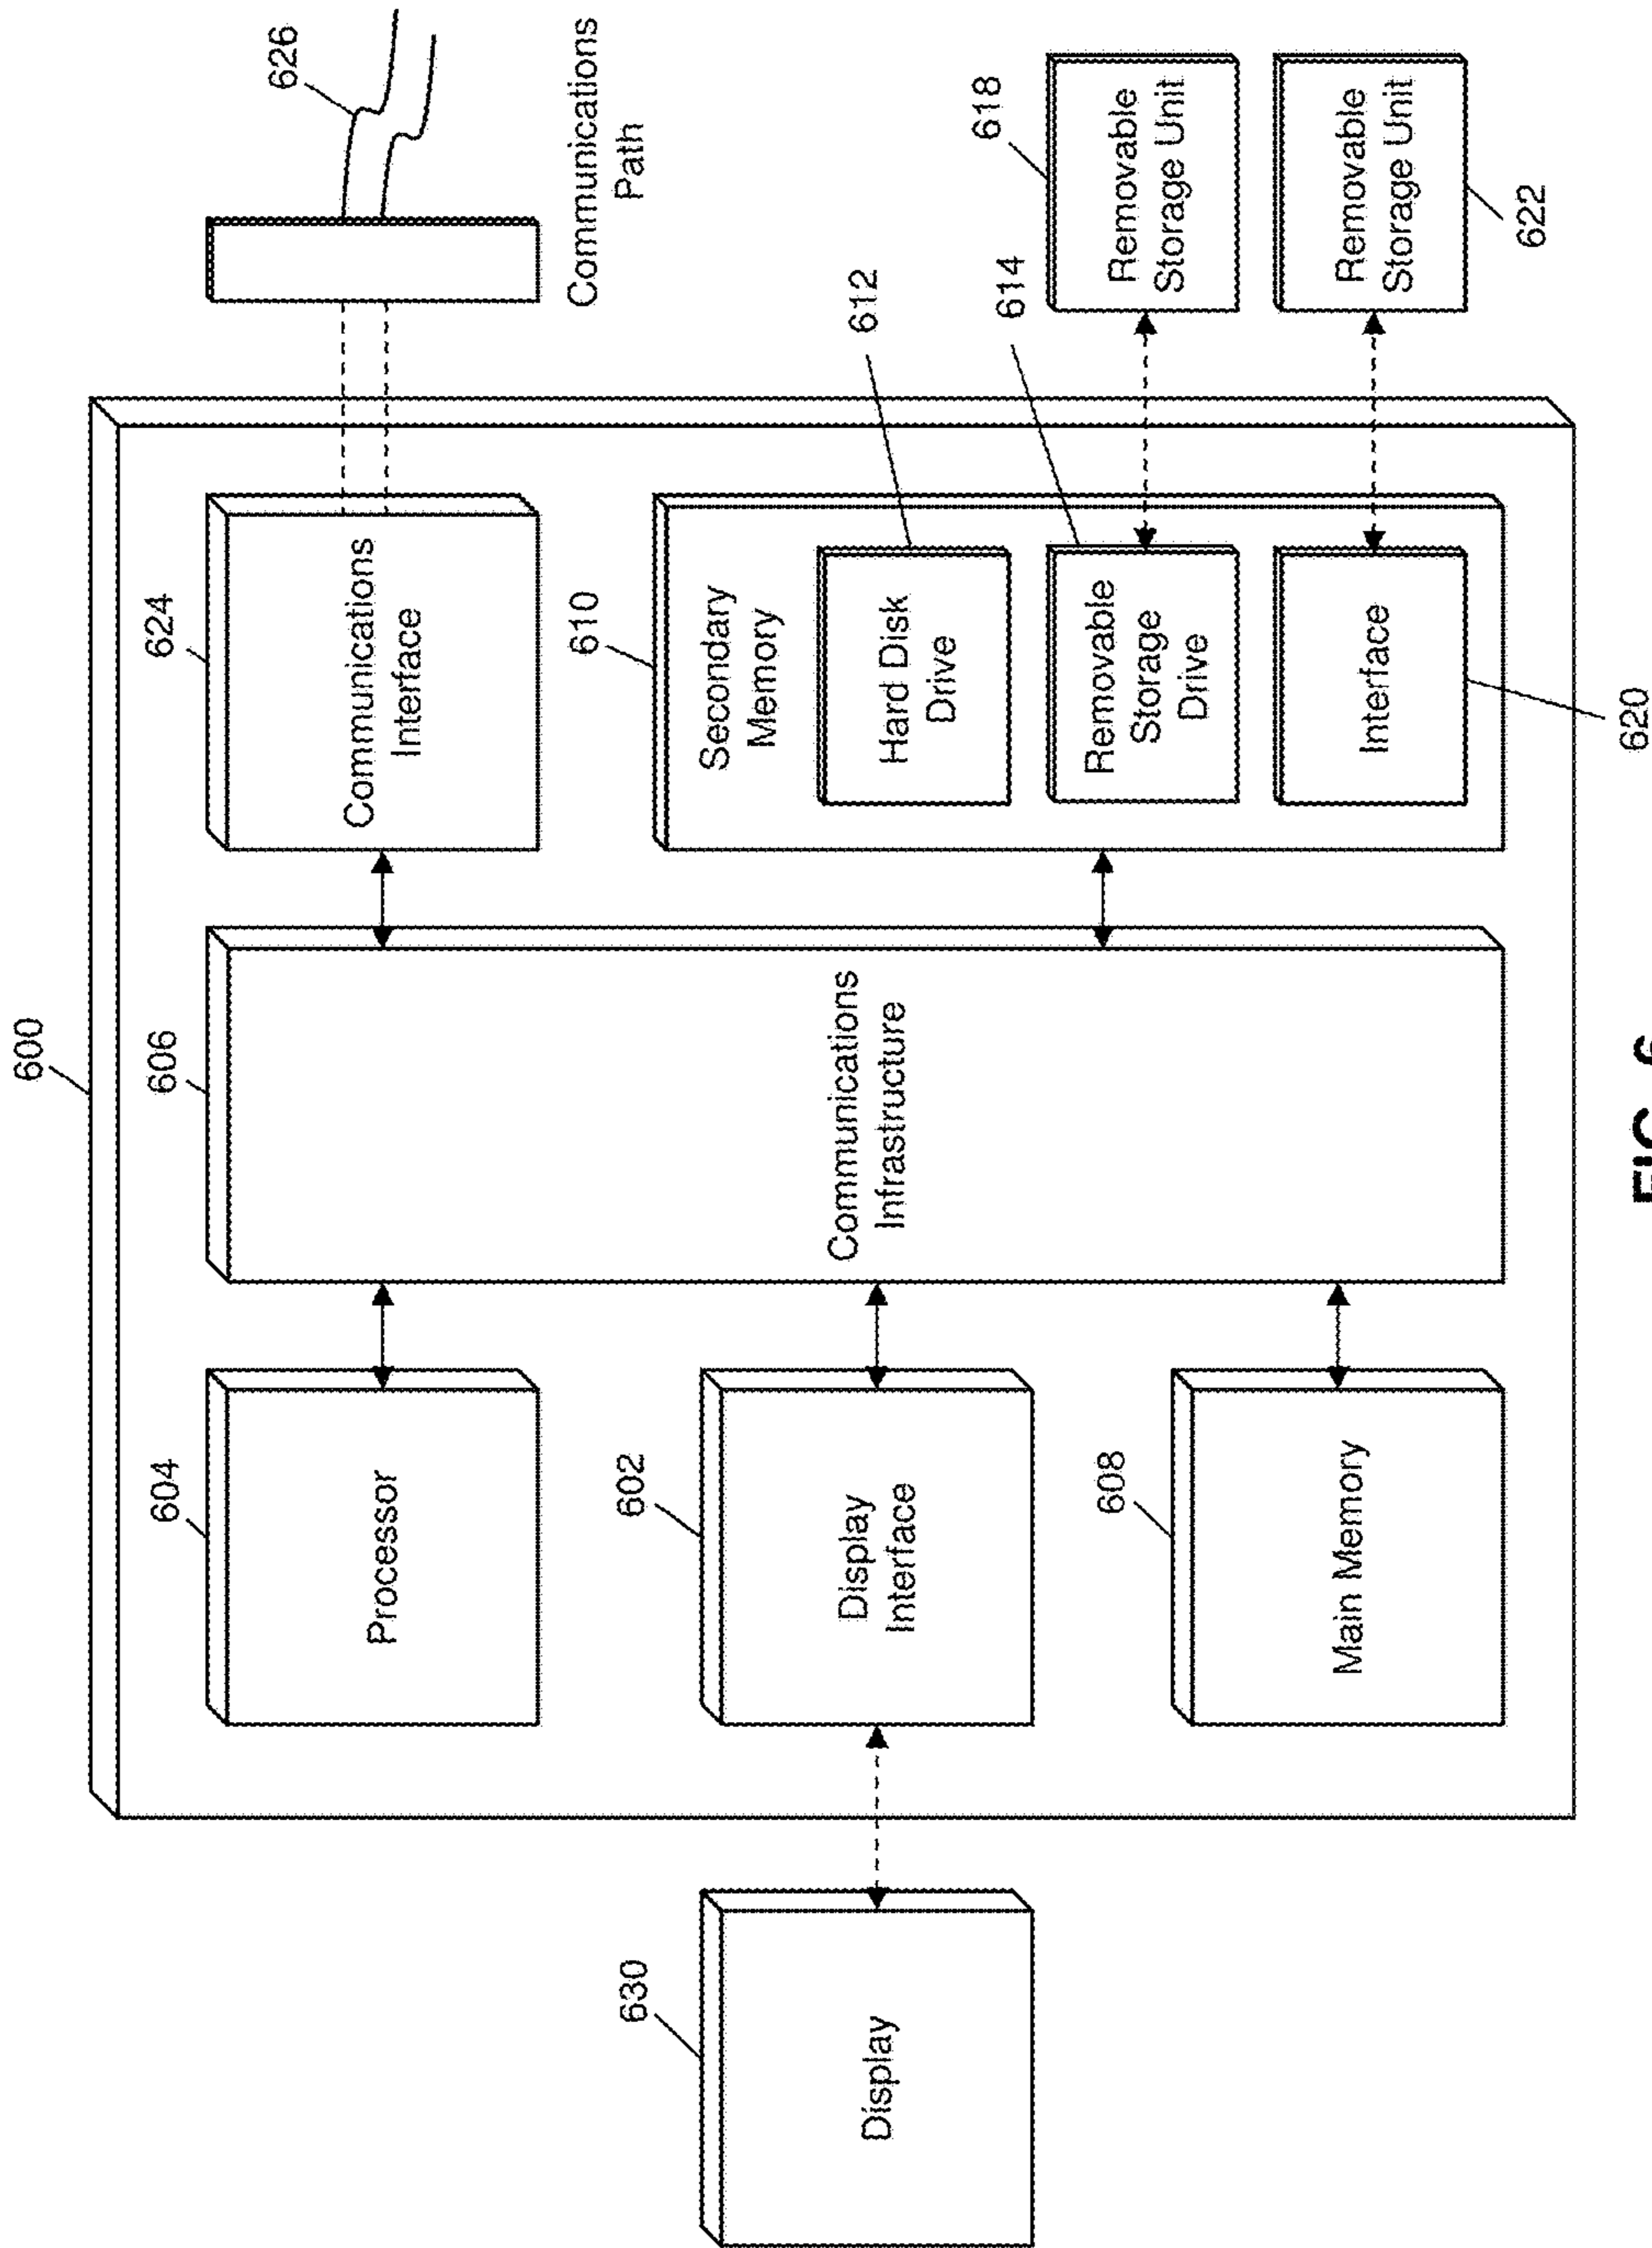 600
604
Processor
606
624
Communications
Interface
626
Communications
Path
630
Display
602
Display
Interface
Communications
Infrastructure
610
Secondary
Memory
612
Hard Disk
Drive
608
Main Memory
614
Removable
Storage
Drive
618
Removable
Storage Unit
Interface
620
Removable
Storage Unit
622
FIG. 6